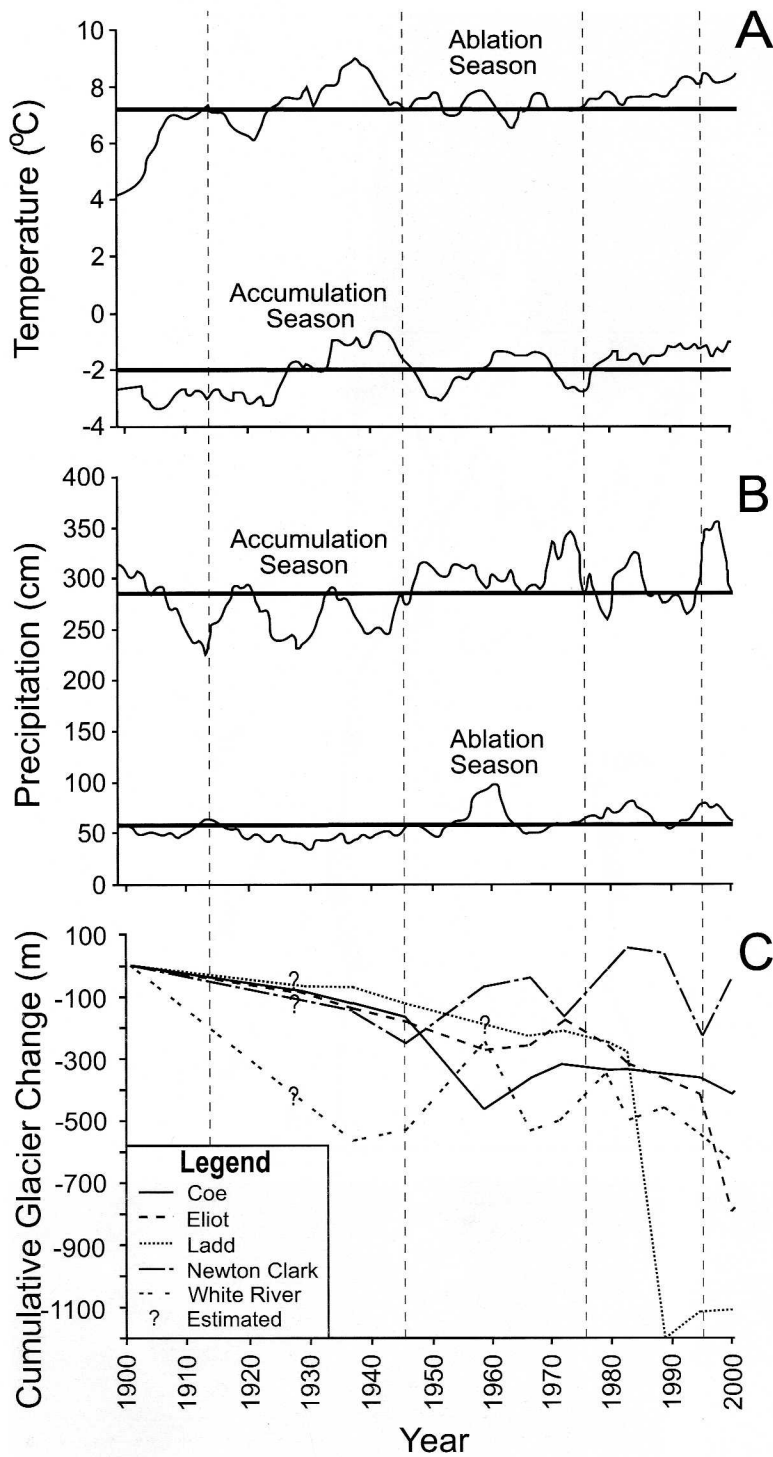 A
Temperature (ºC)
10
8
6
4
2
0
-2
-4
Ablation
Season
Accumulation
Season
B
Precipitation (cm)
400
350
300
250
200
150
100
50
0
Accumulation
Season
Ablation
Season
C
Cumulative Glacier Change (m)
100
-100
-300
-500
-700
-900
-1100
?
?
?
?
Legend
Coe
Eliot
Ladd
Newton Clark
White River
? Estimated
1900
1910
1920
1930
1940
1950
1960
1970
1980
1990
2000
Year